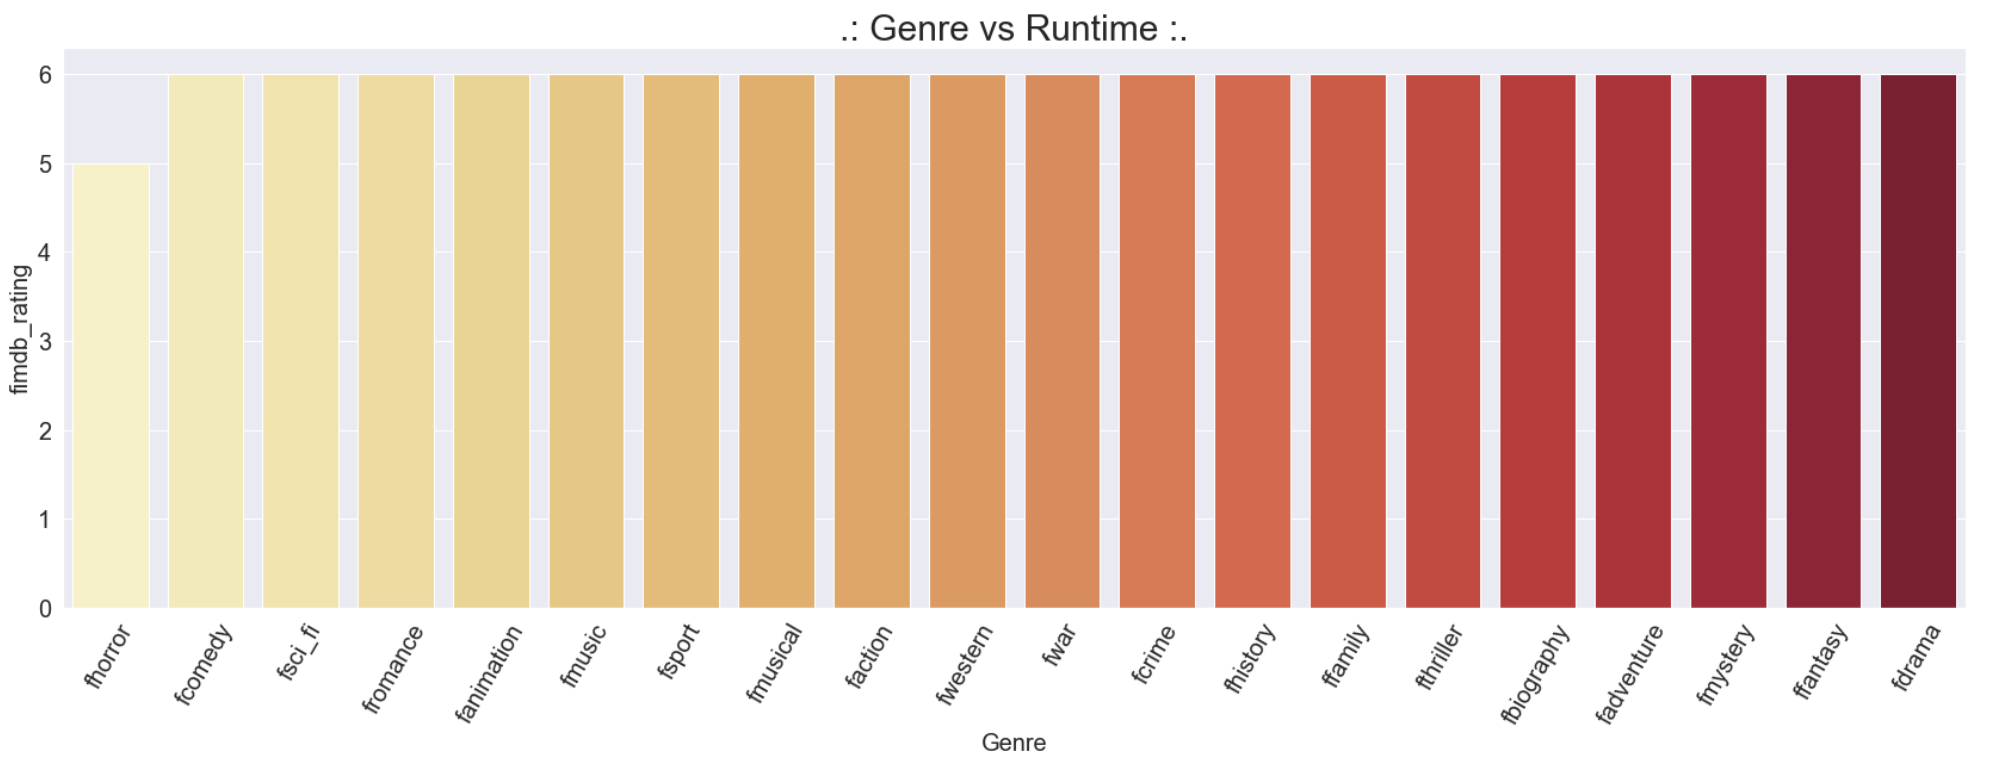 .: Genre vs Runtime :.
fimdb_rating
6
5
4
3
2
1
0
fhorror
fcomedy
fsci_fi
fromance
fanimation
fmusic
fsport
fmusical
faction
fwestern
fwar
fcrime
fhistory
ffamily
fthriller
fbiography
fadventure
fmystery
ffantasy
fdrama
Genre